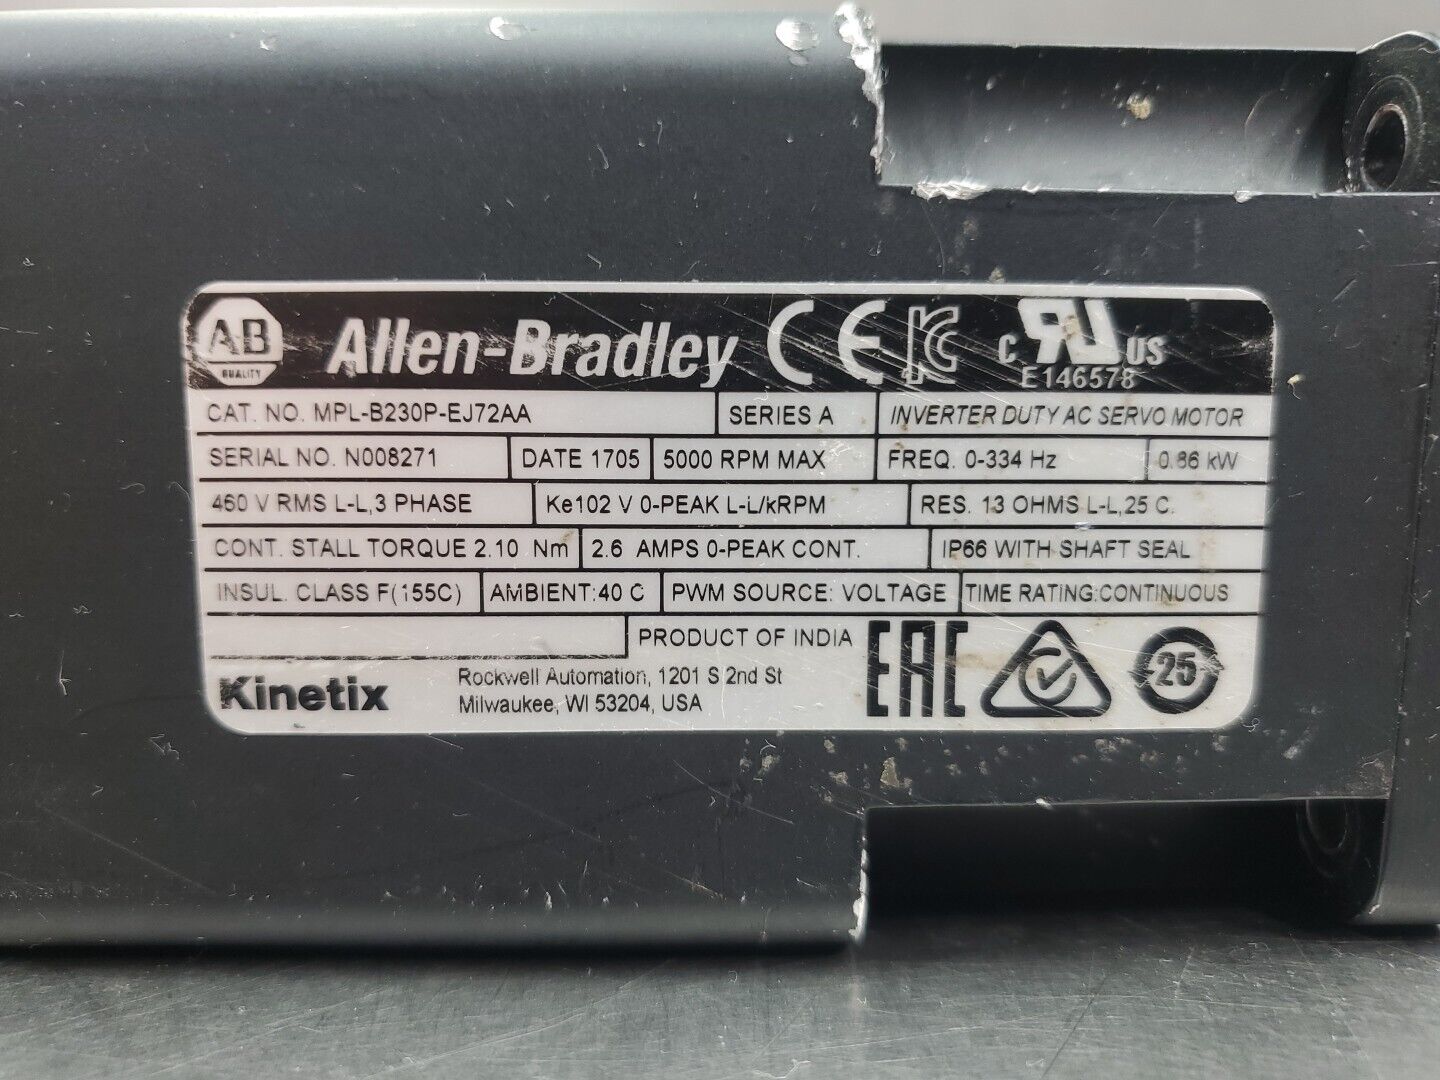 AB QUALITY Allen-Bradley CE KC c RU US
E146578
CAT. NO. MPL-B230P-EJ72AA SERIES A INVERTER DUTY AC SERVO MOTOR
SERIAL NO. N008271 DATE 1705 5000 RPM MAX FREQ. 0-334 Hz 0.86 kW
460 V RMS L-L,3 PHASE Ke102 V 0-PEAK L-L/kRPM RES. 13 OHMS L-L,25 C.
CONT. STALL TORQUE 2.10 Nm 2.6 AMPS 0-PEAK CONT. IP66 WITH SHAFT SEAL
INSUL. CLASS F(155C) AMBIENT:40 C PWM SOURCE: VOLTAGE TIME RATING:CONTINUOUS
PRODUCT OF INDIA EAC 25
Kinetix Rockwell Automation, 1201 S 2nd St
Milwaukee, WI 53204, USA